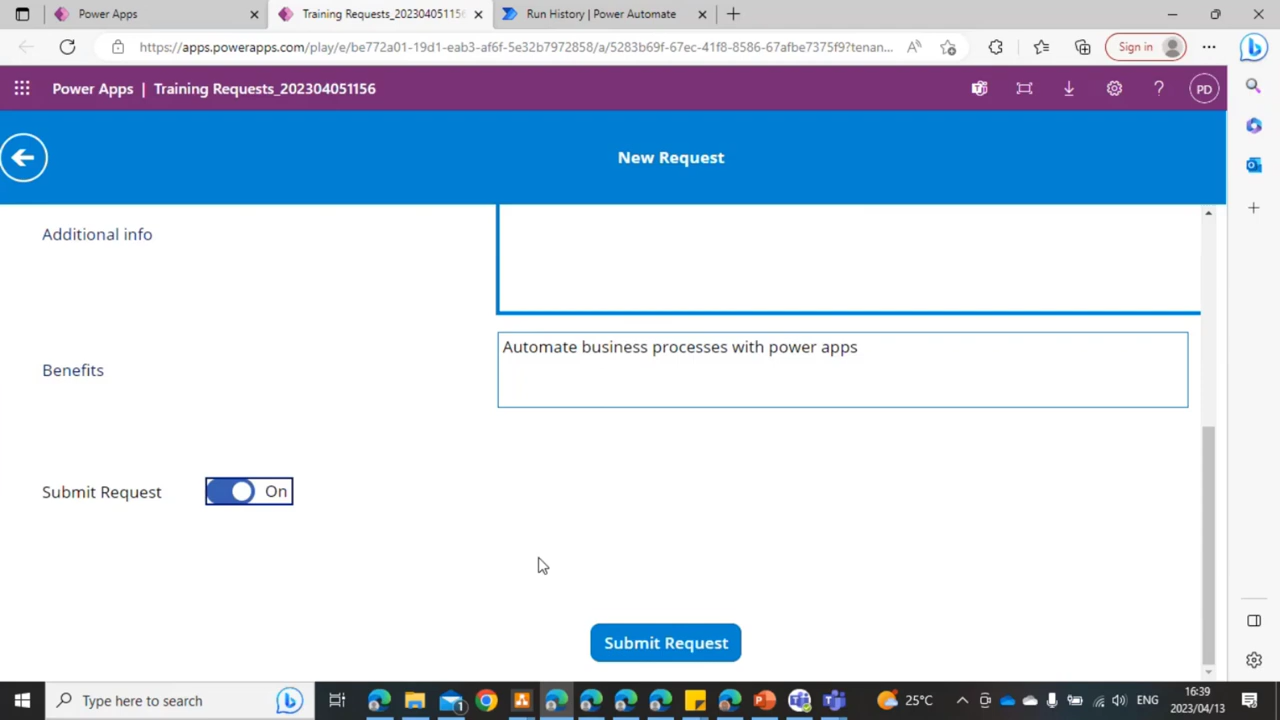 Power Apps
Training Requests_202304051156
Run History | Power Automate
https://apps.powerapps.com/play/e/be772a01-19d1-eab3-af6f-5e32b7972858/a/5283b69f-67ec-41f8-8586-67afbe7375f9?tenan...
Sign in
Power Apps | Training Requests_202304051156
PD
New Request
Additional info
Automate business processes with power apps
Benefits
Submit Request
On
Submit Request
Type here to search
1
25°C
ENG
16:39
2023/04/13